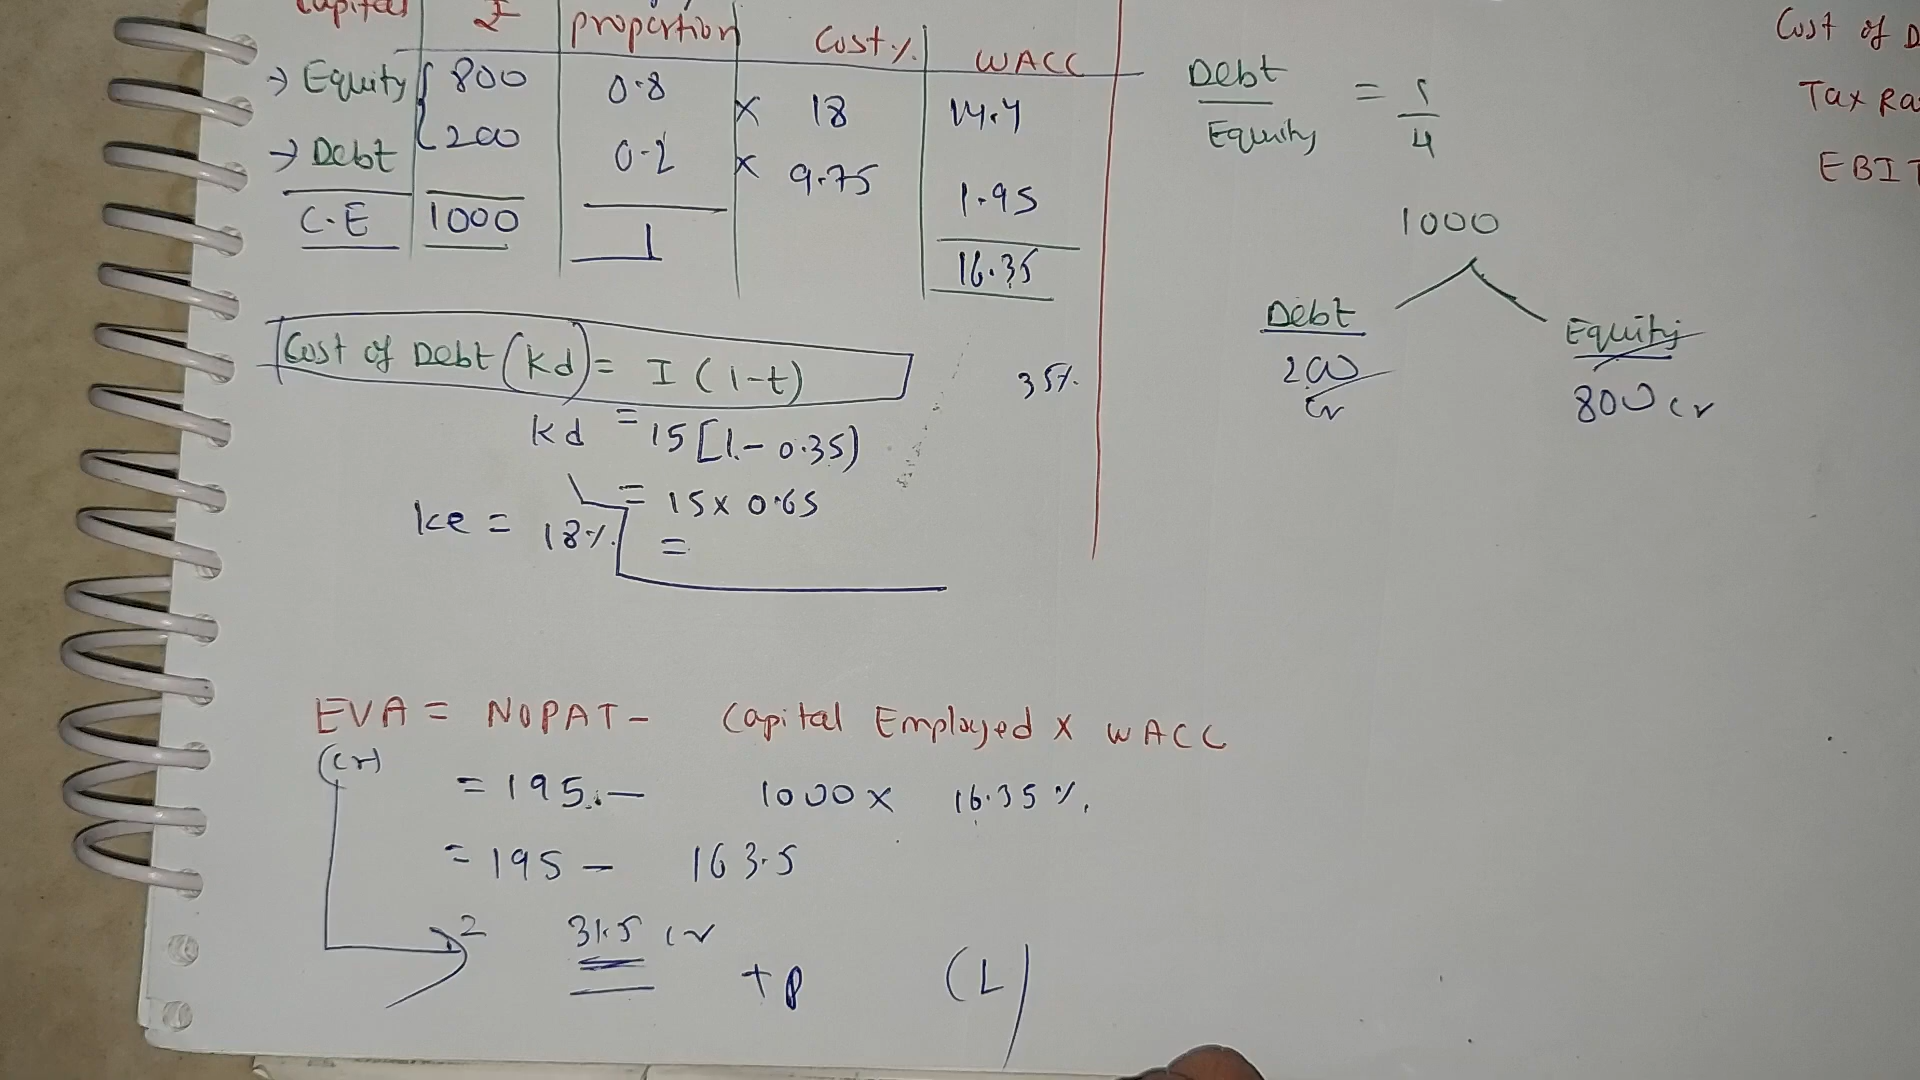 Capital ₹ proportion Cost% WACC
→ Equity 800 0.8 × 18 14.4
→ Debt 200 0.2 × 9.75 1.95
C.E 1000 1 16.35
Cost of Debt (Kd) = I (1-t)
35%
Kd = 15 [1 - 0.35)
= 15 x 0.65
Ke = 18% =
EVA = NOPAT - Capital Employed x WACC
(cr)
= 195 - 1000 x 16.35 %
= 195 - 163.5
31.5 cr
+P (L)
Debt
Equity
= 1
4
1000
Debt Equity
200 800 cr
cr
Cost of D
Tax Ra
EBIT